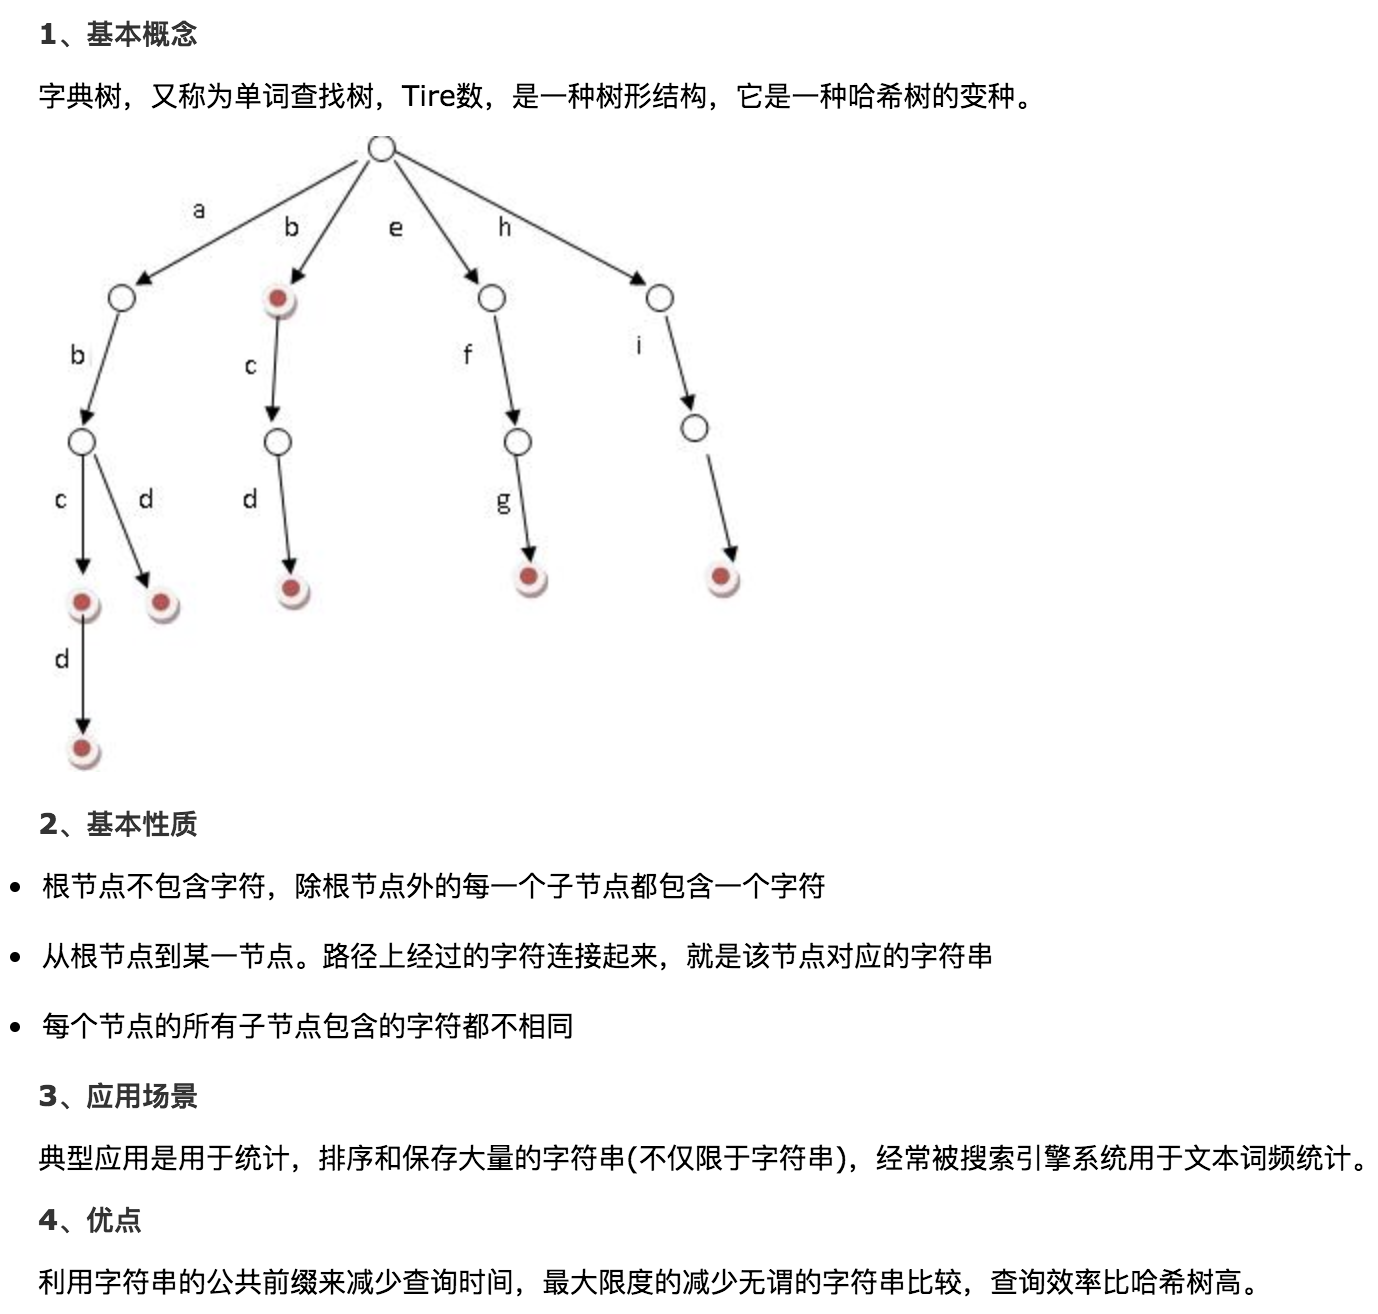 1、基本概念
字典树，又称为单词查找树，Tire数，是一种树形结构，它是一种哈希树的变种。
a
b
e
h
b
c
f
i
c
d
d
g
d
2、基本性质
根节点不包含字符，除根节点外的每一个子节点都包含一个字符
从根节点到某一节点。路径上经过的字符连接起来，就是该节点对应的字符串
每个节点的所有子节点包含的字符都不相同
3、应用场景
典型应用是用于统计，排序和保存大量的字符串(不仅限于字符串)，经常被搜索引擎系统用于文本词频统计。
4、优点
利用字符串的公共前缀来减少查询时间，最大限度的减少无谓的字符串比较，查询效率比哈希树高。